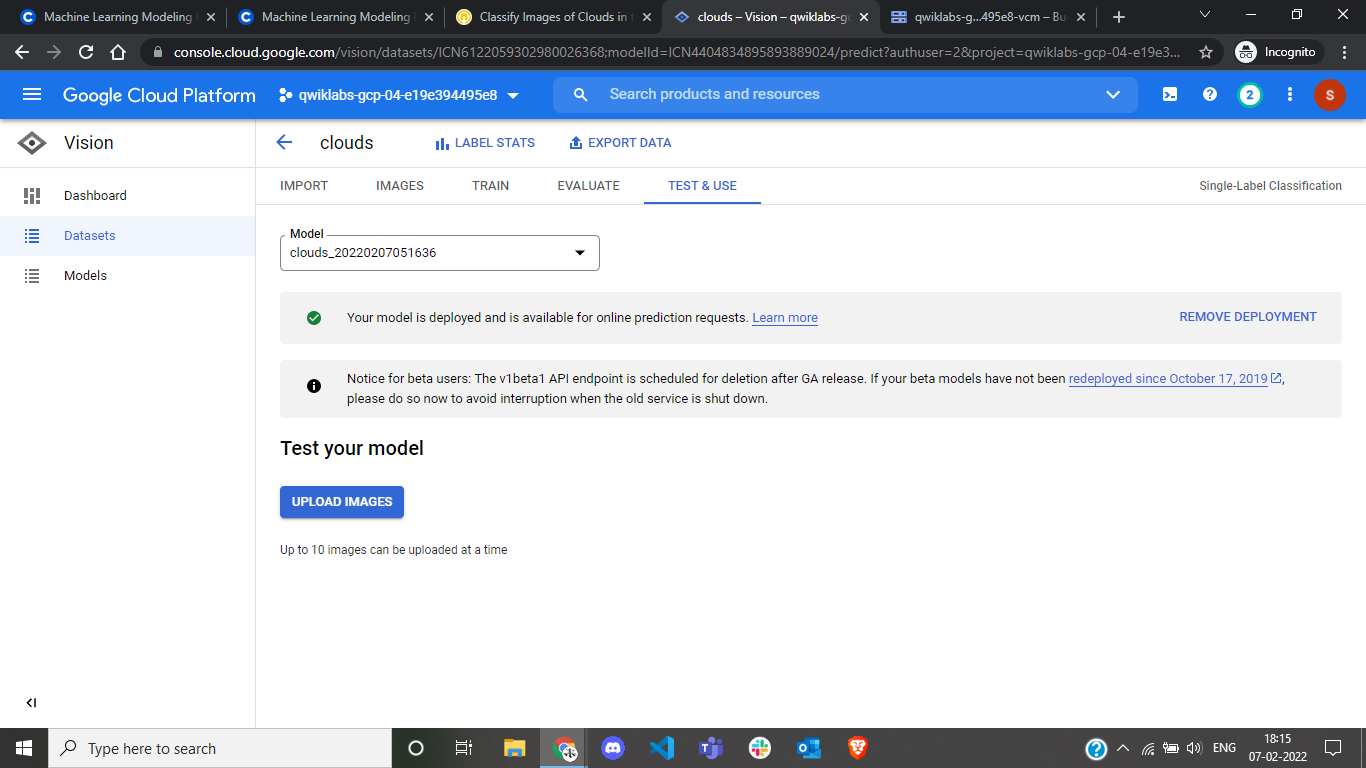 Machine Learning Modeling
Machine Learning Modeling
Classify Images of Clouds in t
clouds – Vision – qwiklabs-gc
qwiklabs-g...495e8-vcm – Bu
console.cloud.google.com/vision/datasets/ICN6122059302980026368;modelId=ICN4404834895893889024/predict?authuser=2&project=qwiklabs-gcp-04-e19e3...
Incognito
Google Cloud Platform
qwiklabs-gcp-04-e19e394495e8
Search products and resources
2
S
Vision
clouds
LABEL STATS
EXPORT DATA
Dashboard
Datasets
Models
IMPORT
IMAGES
TRAIN
EVALUATE
TEST & USE
Single-Label Classification
Model
clouds_20220207051636
Your model is deployed and is available for online prediction requests. Learn more
REMOVE DEPLOYMENT
Notice for beta users: The v1beta1 API endpoint is scheduled for deletion after GA release. If your beta models have not been redeployed since October 17, 2019,
please do so now to avoid interruption when the old service is shut down.
Test your model
UPLOAD IMAGES
Up to 10 images can be uploaded at a time
Type here to search
ENG
18:15
07-02-2022